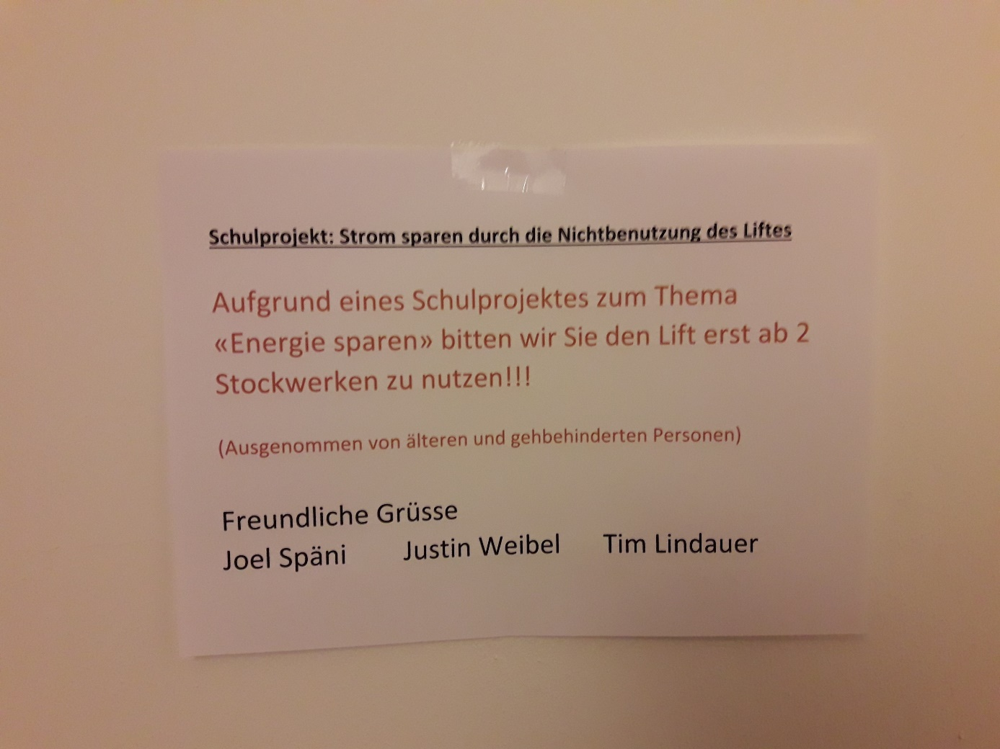 Schulprojekt: Strom sparen durch die Nichtbenutzung des Liftes
Aufgrund eines Schulprojektes zum Thema
«Energie sparen» bitten wir Sie den Lift erst ab 2
Stockwerken zu nutzen!!!
(Ausgenommen von älteren und gehbehinderten Personen)
Freundliche Grüsse
Joel Späni Justin Weibel Tim Lindauer